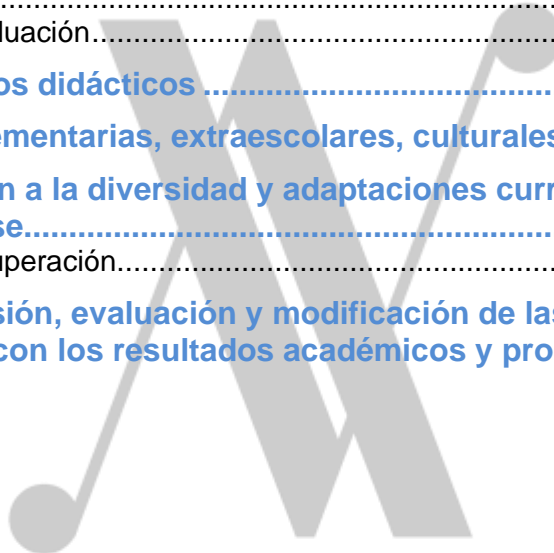 ....................................................
luación....................................................
os didácticos ....................................
ementarias, extraescolares, culturales
n a la diversidad y adaptaciones curr
se.........................................................
uperación................................................
sión, evaluación y modificación de las
con los resultados académicos y pro